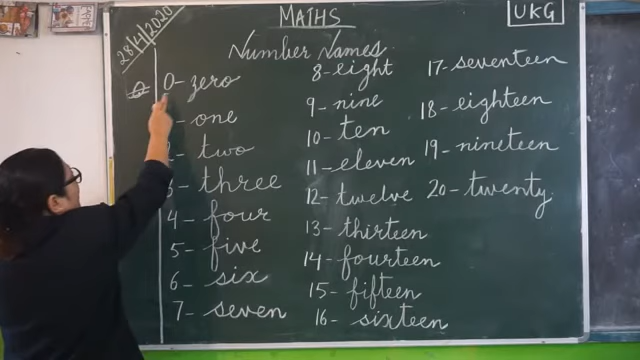 28/4/2020
MATHS
UKG
Number Names
0- zero
- one
2- two
3- three
4- four
5- five
6- six
7- seven
8- eight
9- nine
10- ten
11- eleven
12- twelve
13- thirteen
14- fourteen
15- fifteen
16- sixteen
17- seventeen
18- eighteen
19- nineteen
20- twenty